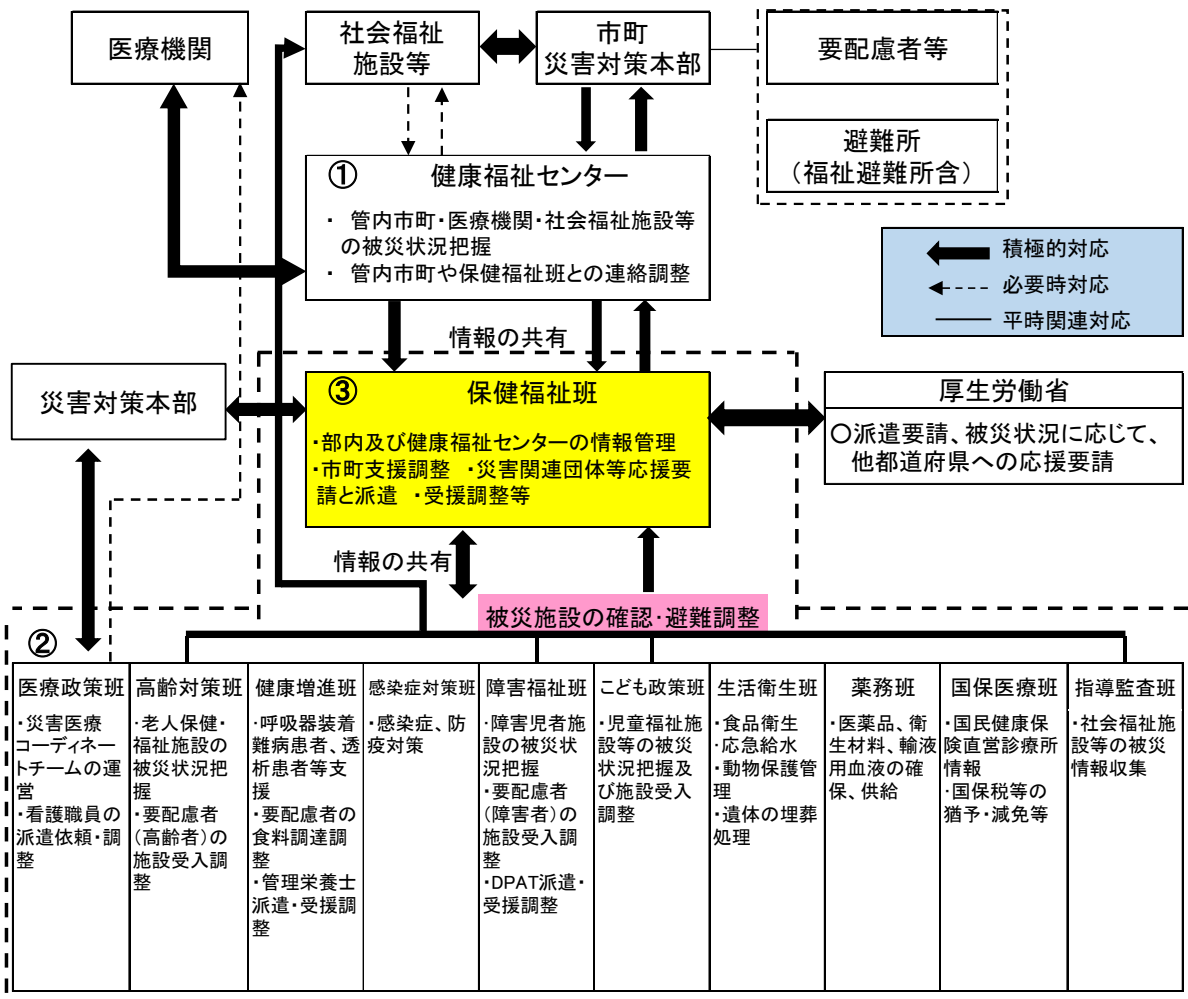 医療機関
社会福祉
施設等
市町
災害対策本部
要配慮者等
避難所
（福祉避難所含）
① 健康福祉センター
・ 管内市町・医療機関・社会福祉施設等
の被災状況把握
・ 管内市町や保健福祉班との連絡調整
積極的対応
必要時対応
平時関連対応
情報の共有
災害対策本部
③ 保健福祉班
・部内及び健康福祉センターの情報管理
・市町支援調整 ・災害関連団体等応援要
請と派遣 ・受援調整等
厚生労働省
○派遣要請、被災状況に応じて、
他都道府県への応援要請
情報の共有
被災施設の確認・避難調整
②
医療政策班
・災害医療
コーディネー
トチームの運
営
・看護職員の
派遣依頼・調
整
高齢対策班
・老人保健・
福祉施設の
被災状況把
握
・要配慮者
（高齢者）の
施設受入調
整
健康増進班
・呼吸器装着
難病患者、透
析患者等支
援
・要配慮者の
食料調達調
整
・管理栄養士
派遣・受援調
整
感染症対策班
・感染症、防
疫対策
障害福祉班
・障害児者施
設の被災状
況把握
・要配慮者
（障害者）の
施設受入調
整
・DPAT派遣・
受援調整
こども政策班
・児童福祉施
設等の被災
状況把握及
び施設受入
調整
生活衛生班
・食品衛生
・応急給水
・動物保護管
理
・遺体の埋葬
処理
薬務班
・医薬品、衛
生材料、輸液
用血液の確
保、供給
国保医療班
・国民健康保
険直営診療所
情報
・国保税等の
猶予・減免等
指導監査班
・社会福祉施
設等の被災
情報収集